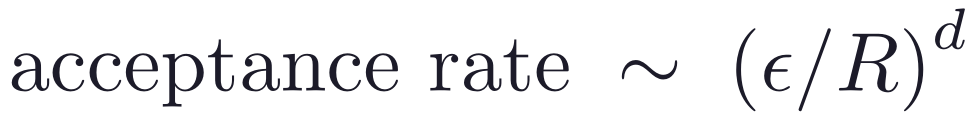 acceptance rate ∼ (ϵ/R)^d